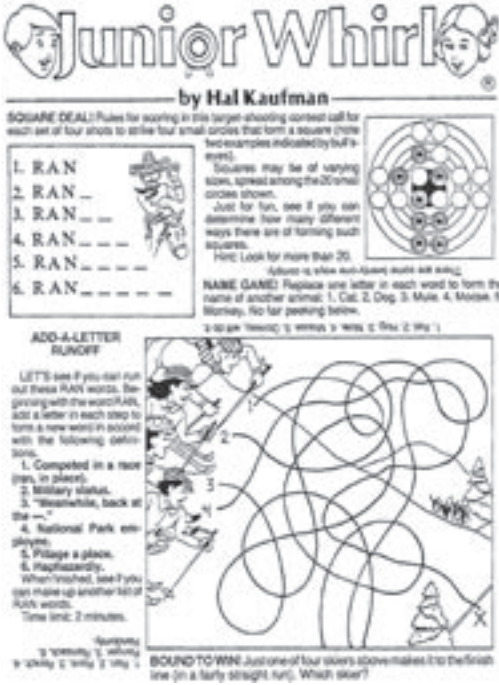 Junior Whirl
by Hal Kaufman
SQUARE DEAL! Rules for scoring in this target-shooting contest call for
each set of four shots to strike four small circles that form a square (note
two examples indicated by bull's-
eyes).
Squares may be of varying
sizes, spread among the 20 small
circles shown.
Just for fun, see if you can
determine how many different
ways there are of forming such
squares.
Hint: Look for more than 20.
1. RAN
2. RAN _
3. RAN _ _
4. RAN _ _ _
5. RAN _ _ _ _
6. RAN _ _ _ _ _
NAME GAME! Replace one letter in each word to form the
name of another animal: 1. Cat. 2. Dog. 3. Mule. 4. Moose. 5.
Monkey. No fair peeking below.
ADD-A-LETTER
RUNOFF
LET'S see if you can run
out these RAN words. Be-
ginning with the word RAN,
add a letter in each step to
form a new word in accord
with the following defini-
tions.
1. Competed in a race
(ran, in place).
2. Military status.
3. "Meanwhile, back at
the —."
4. National Park em-
ployee.
5. Pillage a place.
6. Haphazardly.
When finished, see if you
can make up another list of
RAN words.
Time limit: 2 minutes.
1
2
3
4
X
BOUND TO WIN! Just one of four skiers above makes it to the finish
line (in a fairly straight run). Which skier?